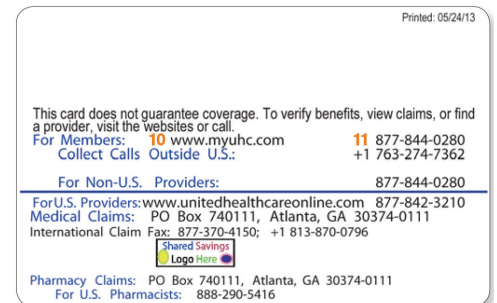 Printed: 05/24/13
This card does not guarantee coverage. To verify benefits, view claims, or find
a provider, visit the websites or call.
For Members: 10 www.myuhc.com 11 877-844-0280
Collect Calls Outside U.S.: +1 763-274-7362
For Non-U.S. Providers: 877-844-0280
For U.S. Providers: www.unitedhealthcareonline.com 877-842-3210
Medical Claims: PO Box 740111, Atlanta, GA 30374-0111
International Claim Fax: 877-370-4150; +1 813-870-0796
Shared Savings
Logo Here
Pharmacy Claims: PO Box 740111, Atlanta, GA 30374-0111
For U.S. Pharmacists: 888-290-5416